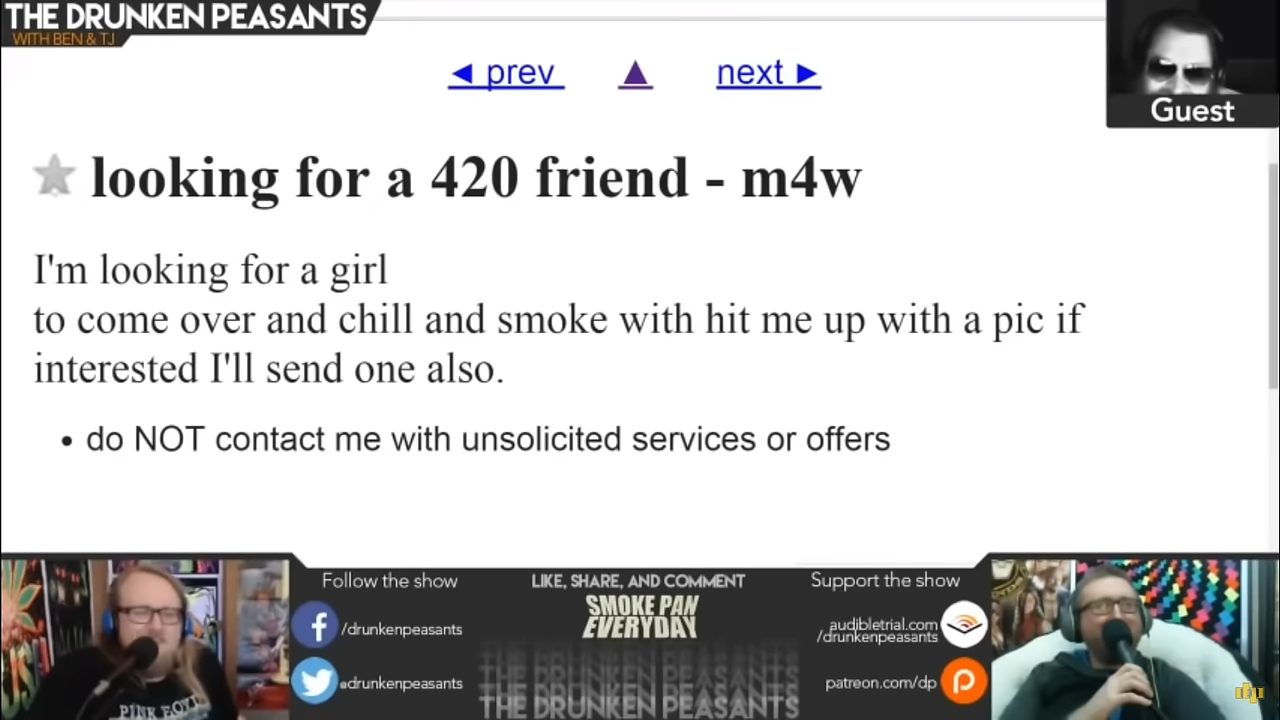 THE DRUNKEN PEASANTS
WITH BEN & TJ
◄ prev ▲ next ►
Guest
looking for a 420 friend - m4w
I'm looking for a girl
to come over and chill and smoke with hit me up with a pic if
interested I'll send one also.
• do NOT contact me with unsolicited services or offers
Follow the show
/drunkenpeasants
@drunkenpeasants
LIKE, SHARE, AND COMMENT
SMOKE PAN
EVERYDAY
THE DRUNKEN PEASANTS
Support the show
audibletrial.com
/drunkenpeasants
patreon.com/dp
PINK FLOYD